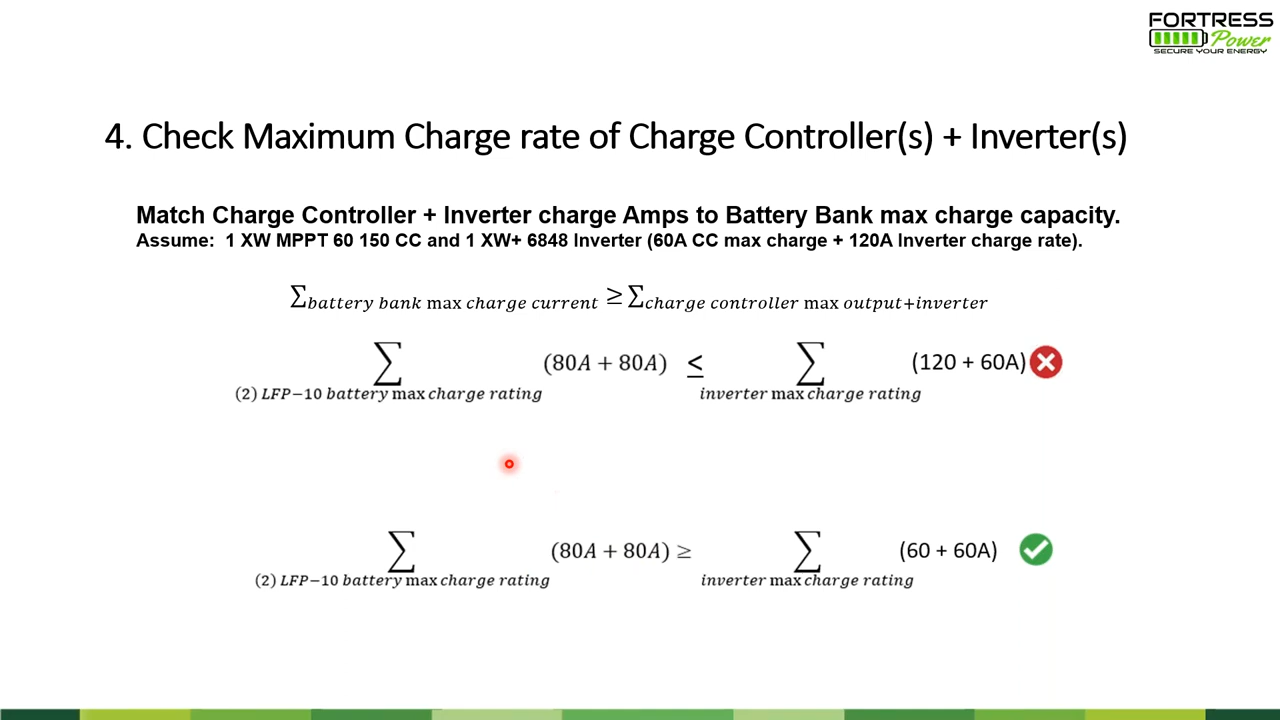 FORTRESS
Power
SECURE YOUR ENERGY
4. Check Maximum Charge rate of Charge Controller(s) + Inverter(s)
Match Charge Controller + Inverter charge Amps to Battery Bank max charge capacity.
Assume: 1 XW MPPT 60 150 CC and 1 XW+ 6848 Inverter (60A CC max charge + 120A Inverter charge rate).
∑battery bank max charge current ≥ ∑charge controller max output+inverter
∑ (80A + 80A) ≤ ∑ (120 + 60A)
(2) LFP−10 battery max charge rating inverter max charge rating
∑ (80A + 80A) ≥ ∑ (60 + 60A)
(2) LFP−10 battery max charge rating inverter max charge rating